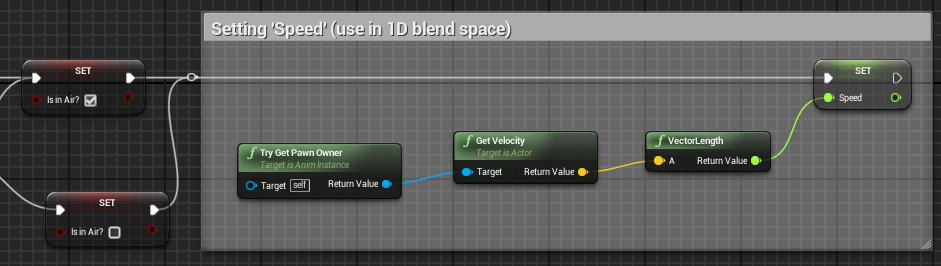 Setting 'Speed' (use in 1D blend space)
SET
Is in Air?
SET
Speed
Try Get Pawn Owner
Target is Anim Instance
Target self
Return Value
Get Velocity
Target is Actor
Target
Return Value
VectorLength
A
Return Value
SET
Is in Air?